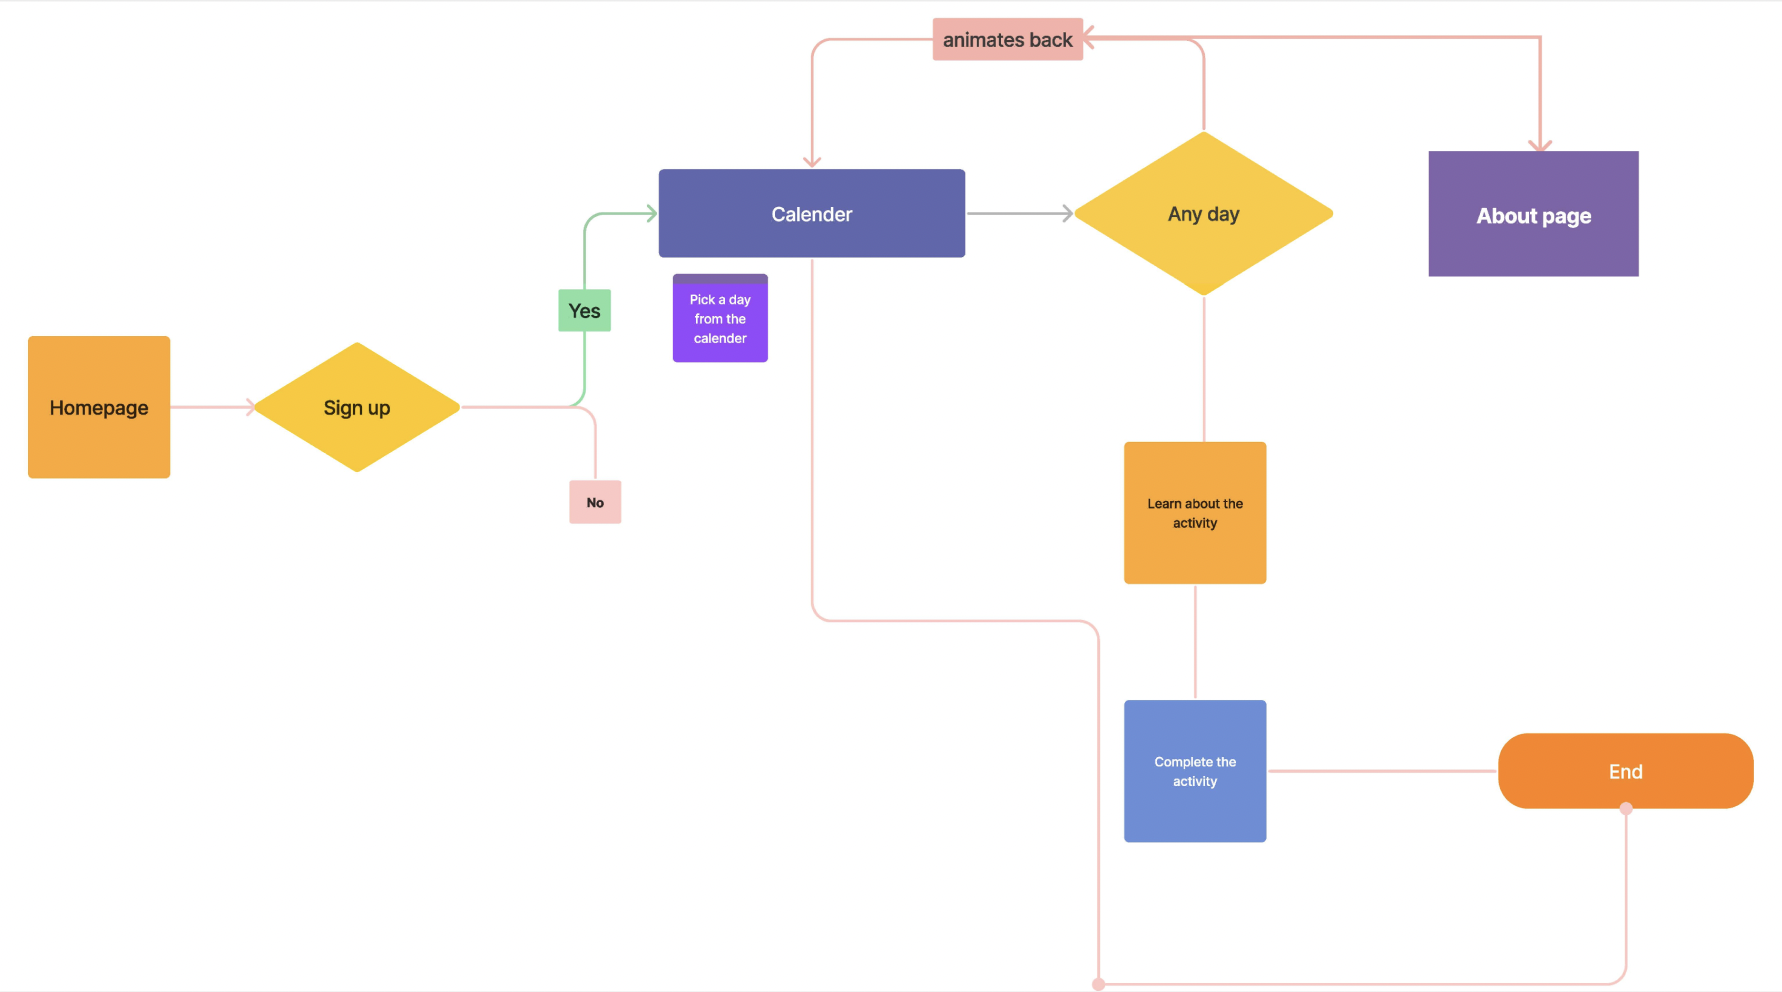 animates back
Calender
Any day
About page
Yes
Pick a day
from the
calender
Homepage
Sign up
No
Learn about the
activity
Complete the
activity
End